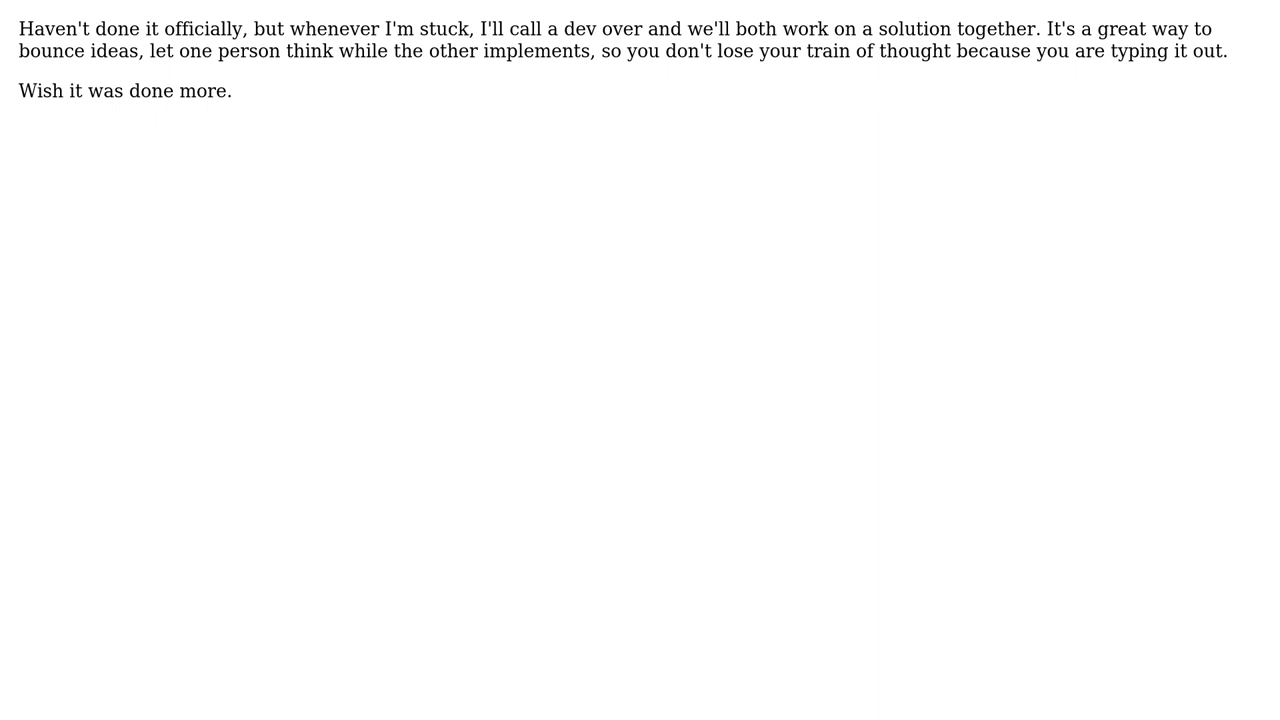 Haven't done it officially, but whenever I'm stuck, I'll call a dev over and we'll both work on a solution together. It's a great way to
bounce ideas, let one person think while the other implements, so you don't lose your train of thought because you are typing it out.
Wish it was done more.